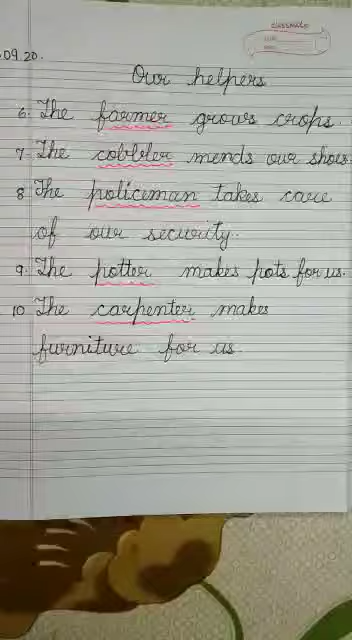 classmate
09.20.
Our helpers
6. The farmer grows crops.
7. The cobbler mends our shoes.
8. The policeman takes care
of our security.
9. The potter makes pots for us.
10. The carpenter makes
furniture for us.